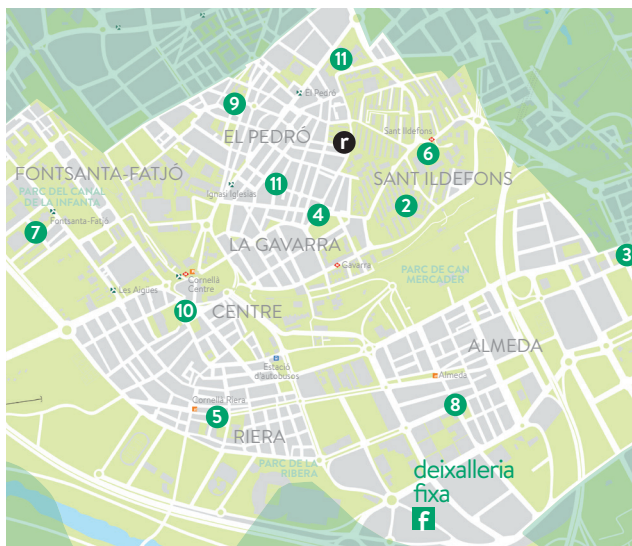 11
El Pedró
9
EL PEDRÓ
r
Sant Ildefons
6
FONTSANTA-FATJÓ
SANT ILDEFONS
PARC DEL CANAL
DE LA INFANTA
Ignasi Iglesias
11
2
4
Fontsanta-Fatjó
7
LA GAVARRA
3
Gavarra
PARC DE CAN
MERCADER
Cornellà
Centre
Les Aigües
10
CENTRE
ALMEDA
Estació
d'autobusos
Almeda
Cornellà Riera
5
8
RIERA
PARC DE LA
RIBERA
deixalleria
fixa
f